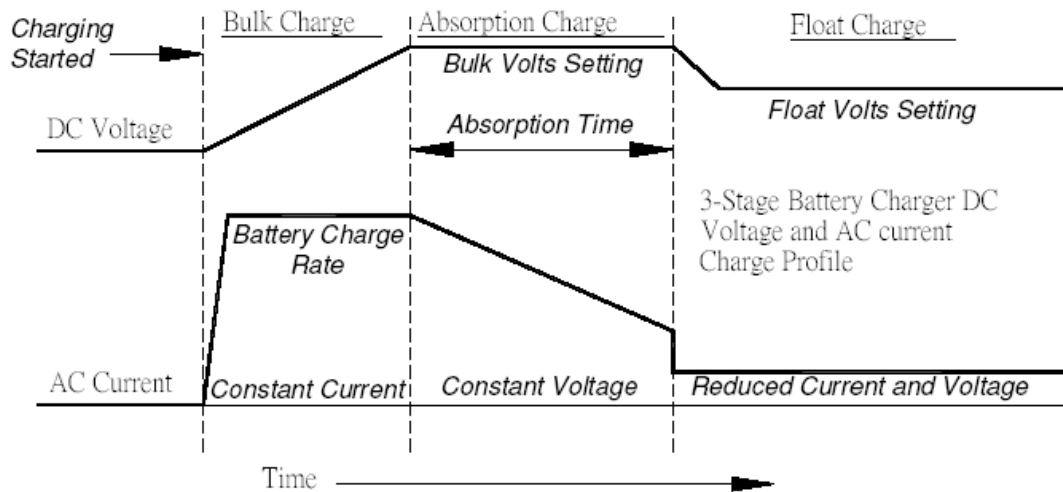 Charging
Started
Bulk Charge
Absorption Charge
Float Charge
Bulk Volts Setting
Float Volts Setting
DC Voltage
Absorption Time
3-Stage Battery Charger DC
Voltage and AC current
Charge Profile
Battery Charge
Rate
AC Current
Constant Current
Constant Voltage
Reduced Current and Voltage
Time